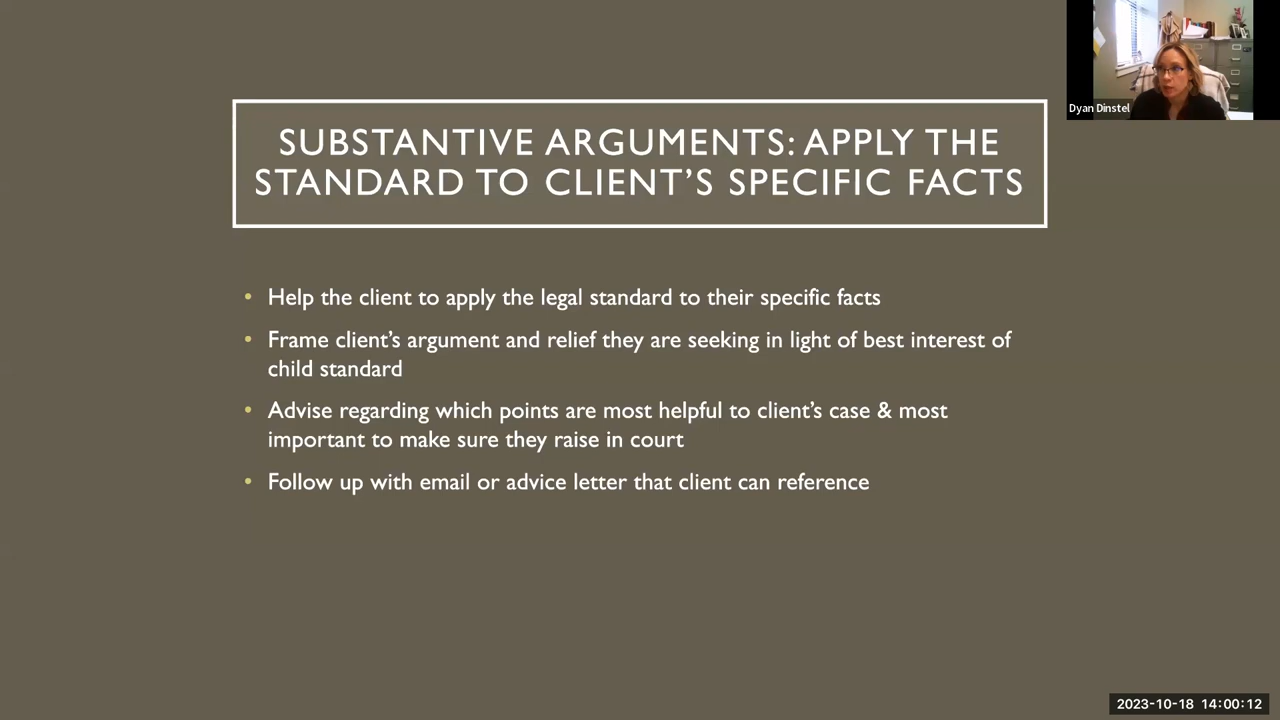 SUBSTANTIVE ARGUMENTS: APPLY THE
STANDARD TO CLIENT’S SPECIFIC FACTS
• Help the client to apply the legal standard to their specific facts
• Frame client’s argument and relief they are seeking in light of best interest of
child standard
• Advise regarding which points are most helpful to client’s case & most
important to make sure they raise in court
• Follow up with email or advice letter that client can reference
Dyan Dinstel
2023-10-18 14:00:12